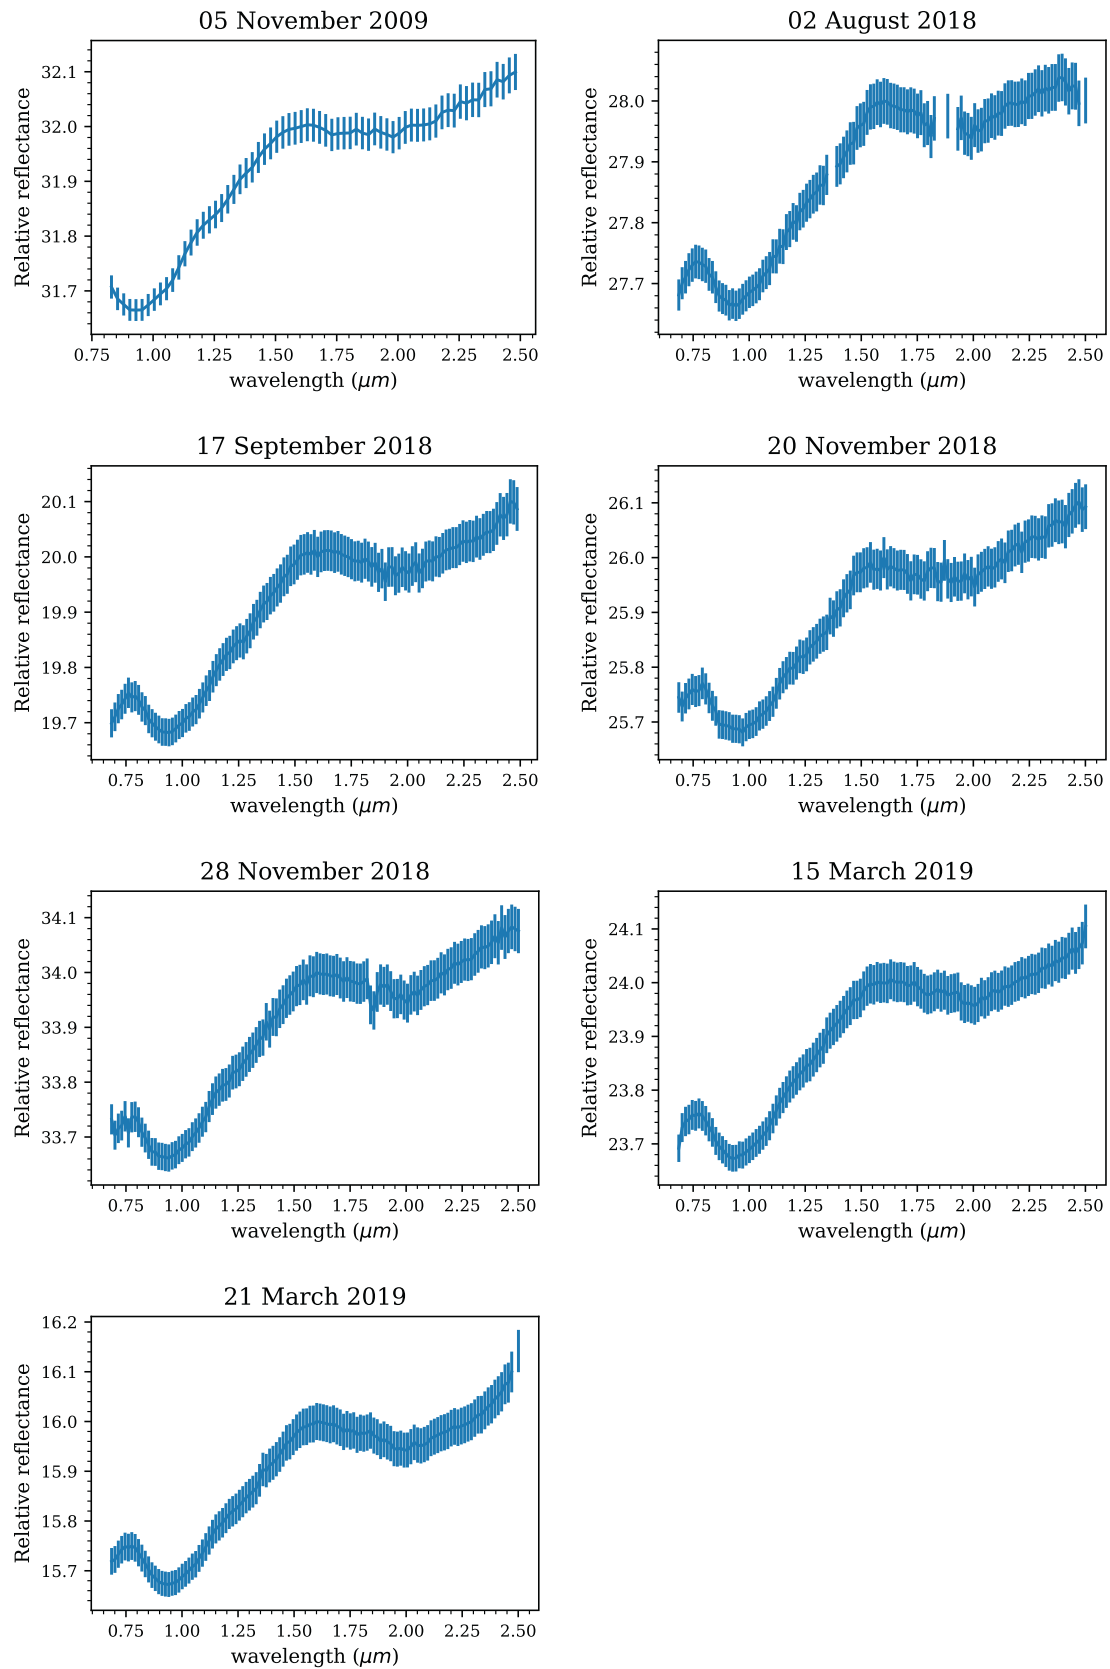 05 November 2009
Relative reflectance
32.1
32.0
31.9
31.8
31.7
0.75 1.00 1.25 1.50 1.75 2.00 2.25 2.50
wavelength (μm)
02 August 2018
Relative reflectance
28.0
27.9
27.8
27.7
0.75 1.00 1.25 1.50 1.75 2.00 2.25 2.50
wavelength (μm)
17 September 2018
Relative reflectance
20.1
20.0
19.9
19.8
19.7
0.75 1.00 1.25 1.50 1.75 2.00 2.25 2.50
wavelength (μm)
20 November 2018
Relative reflectance
26.1
26.0
25.9
25.8
25.7
0.75 1.00 1.25 1.50 1.75 2.00 2.25 2.50
wavelength (μm)
28 November 2018
Relative reflectance
34.1
34.0
33.9
33.8
33.7
0.75 1.00 1.25 1.50 1.75 2.00 2.25 2.50
wavelength (μm)
15 March 2019
Relative reflectance
24.1
24.0
23.9
23.8
23.7
0.75 1.00 1.25 1.50 1.75 2.00 2.25 2.50
wavelength (μm)
21 March 2019
Relative reflectance
16.2
16.1
16.0
15.9
15.8
15.7
0.75 1.00 1.25 1.50 1.75 2.00 2.25 2.50
wavelength (μm)